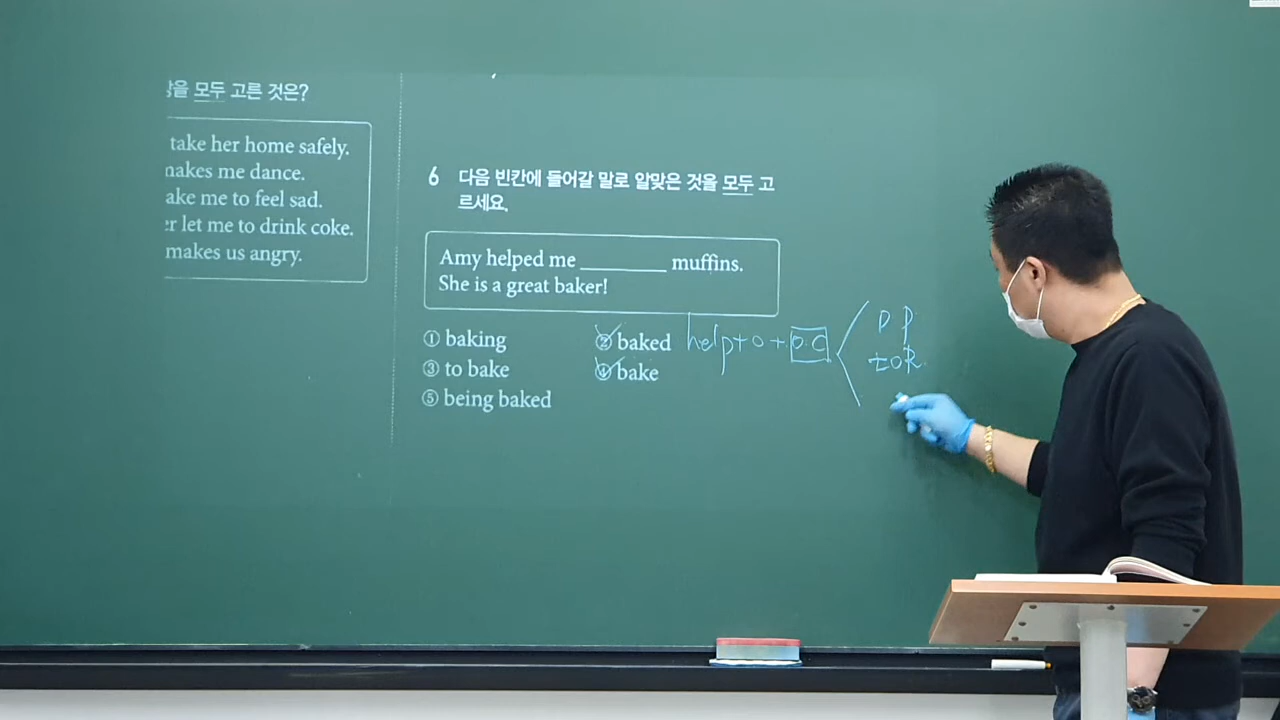 을 모두 고른 것은?
take her home safely.
makes me dance.
ake me to feel sad.
er let me to drink coke.
makes us angry.
6 다음 빈칸에 들어갈 말로 알맞은 것을 모두 고
르세요.
Amy helped me ________ muffins.
She is a great baker!
① baking ② baked
③ to bake ④ bake
⑤ being baked
help + o + o.c
to R